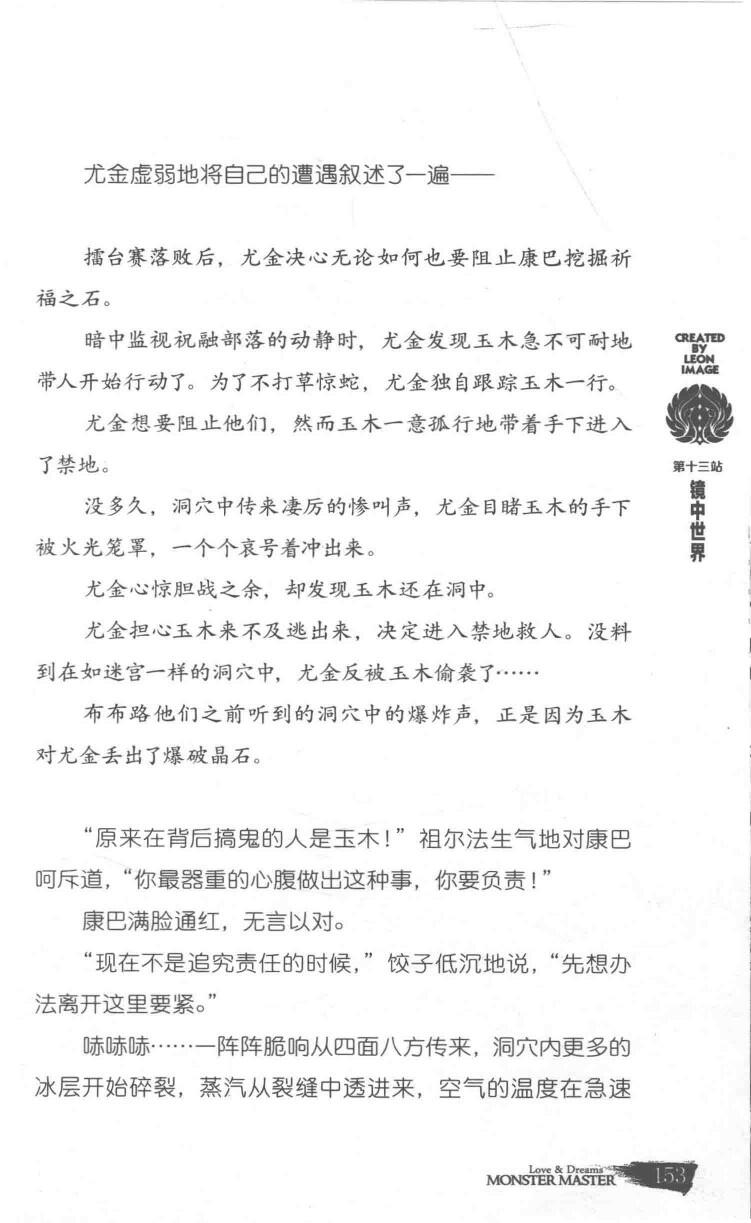 尤金虚弱地将自己的遭遇叙述了一遍——
擂台赛落败后，尤金决心无论如何也要阻止康巴挖掘祈
福之石。
暗中监视祝融部落的动静时，尤金发现玉木急不可耐地
带人开始行动了。为了不打草惊蛇，尤金独自跟踪玉木一行。
尤金想要阻止他们，然而玉木一意孤行地带着手下进入
了禁地。
没多久，洞穴中传来凄厉的惨叫声，尤金目睹玉木的手下
被火光笼罩，一个个哀号着冲出来。
尤金心惊胆战之余，却发现玉木还在洞中。
尤金担心玉木来不及逃出来，决定进入禁地救人。没料
到在如迷宫一样的洞穴中，尤金反被玉木偷袭了……
布布路他们之前听到的洞穴中的爆炸声，正是因为玉木
对尤金丢出了爆破晶石。
“原来在背后搞鬼的人是玉木！”祖尔法生气地对康巴
呵斥道，“你最器重的心腹做出这种事，你要负责！”
康巴满脸通红，无言以对。
“现在不是追究责任的时候，”饺子低沉地说，“先想办
法离开这里要紧。”
哧哧哧……一阵阵脆响从四面八方传来，洞穴内更多的
冰层开始碎裂，蒸汽从裂缝中透进来，空气的温度在急速
CREATED
BY
LEON
IMAGE
第十三站
镜中世界
Love & Dreams
MONSTER MASTER
153